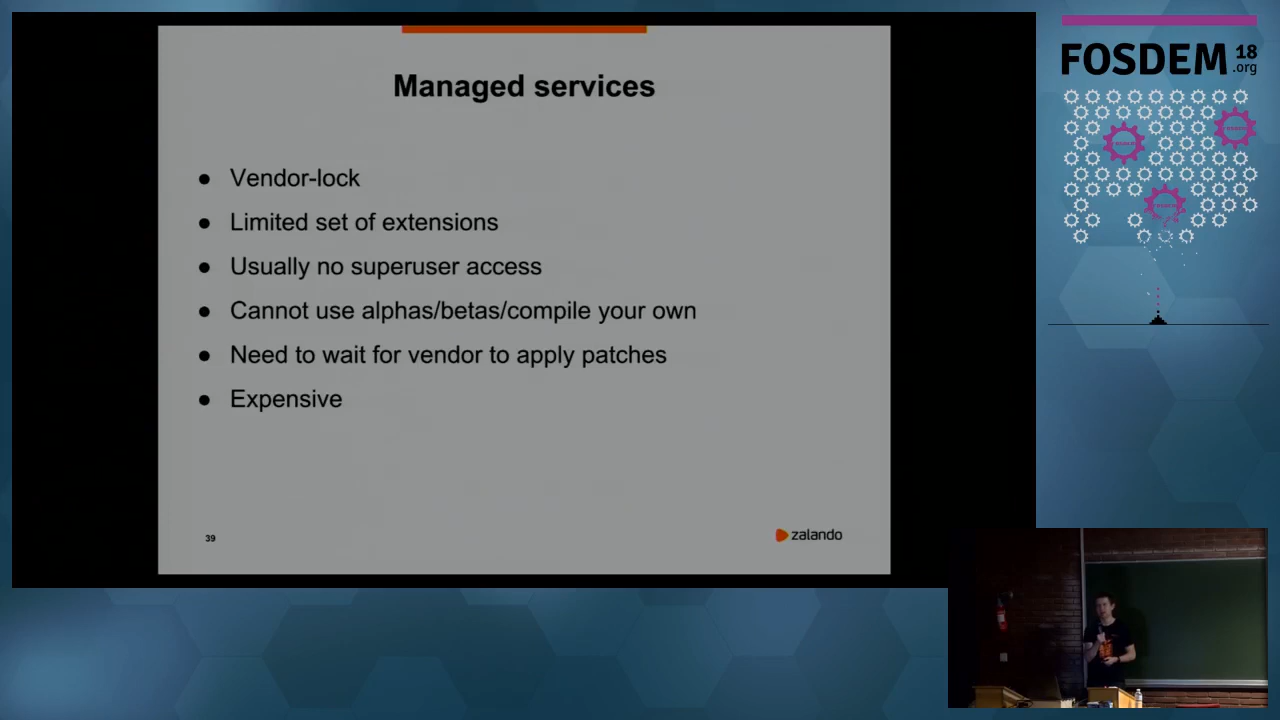 Managed services
● Vendor-lock
● Limited set of extensions
● Usually no superuser access
● Cannot use alphas/betas/compile your own
● Need to wait for vendor to apply patches
● Expensive
39
zalando
FOSDEM 18
.org